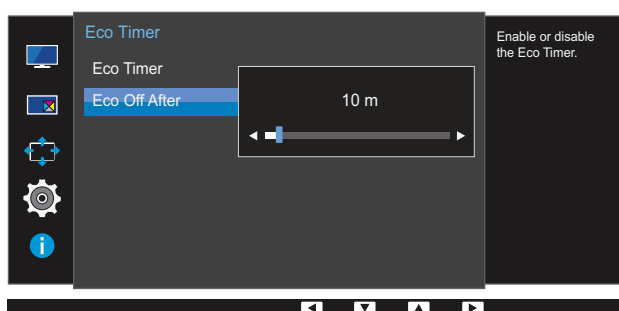 Eco Timer
Eco Timer
Eco Off After
10 m
Enable or disable
the Eco Timer.
i